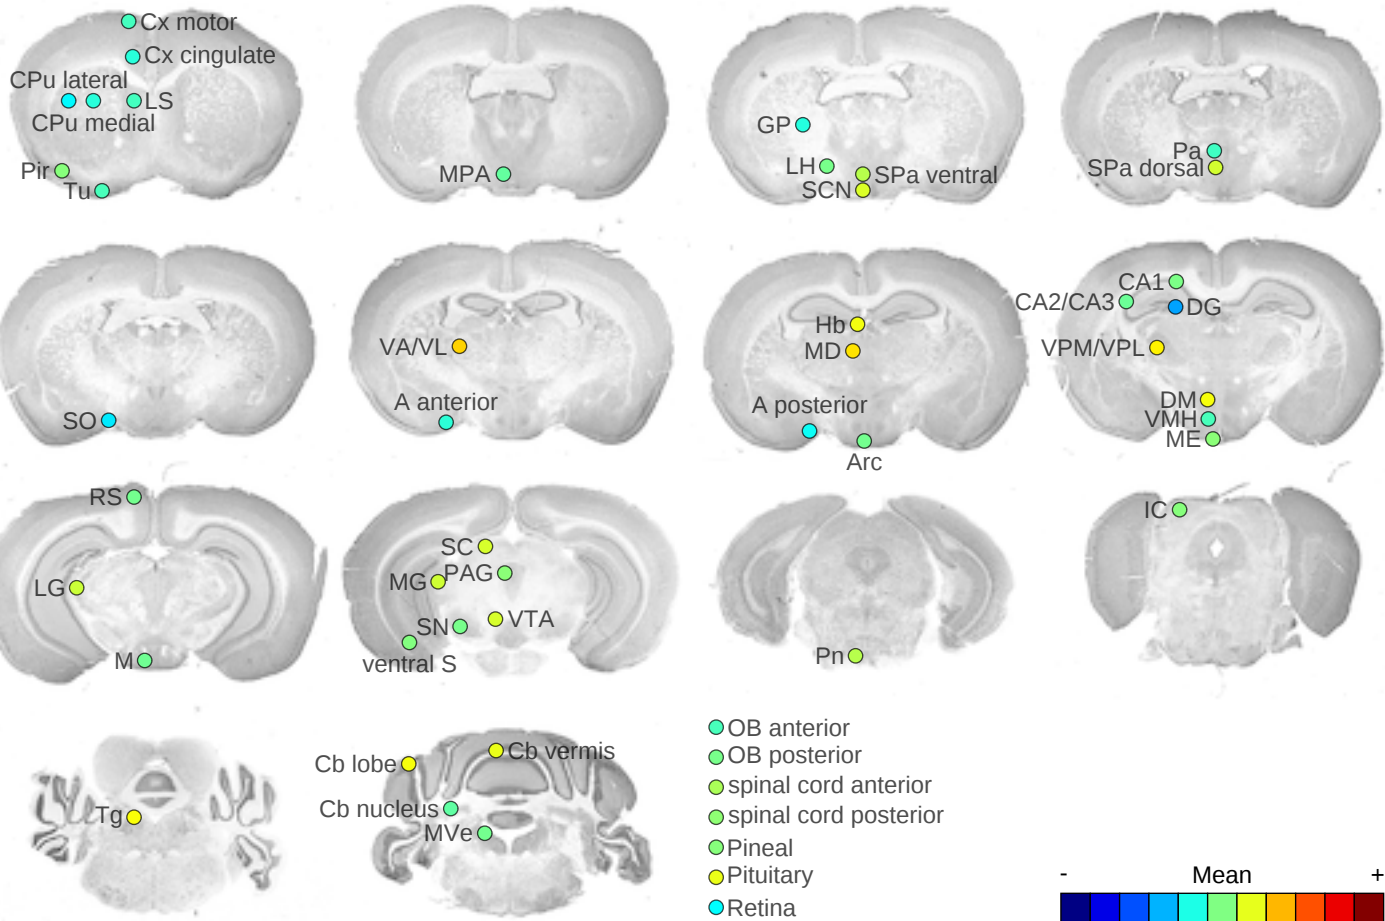 Cx motor
Cx cingulate
CPu lateral
LS
CPu medial
Pir
Tu
MPA
GP
LH
SPa ventral
SCN
Pa
SPa dorsal
SO
VA/VL
A anterior
Hb
MD
A posterior
Arc
CA1
CA2/CA3
DG
VPM/VPL
DM
VMH
ME
RS
LG
M
SC
MG
PAG
SN
VTA
ventral S
Pn
IC
Tg
Cb lobe
Cb vermis
Cb nucleus
MVe
OB anterior
OB posterior
spinal cord anterior
spinal cord posterior
Pineal
Pituitary
Retina
- Mean +